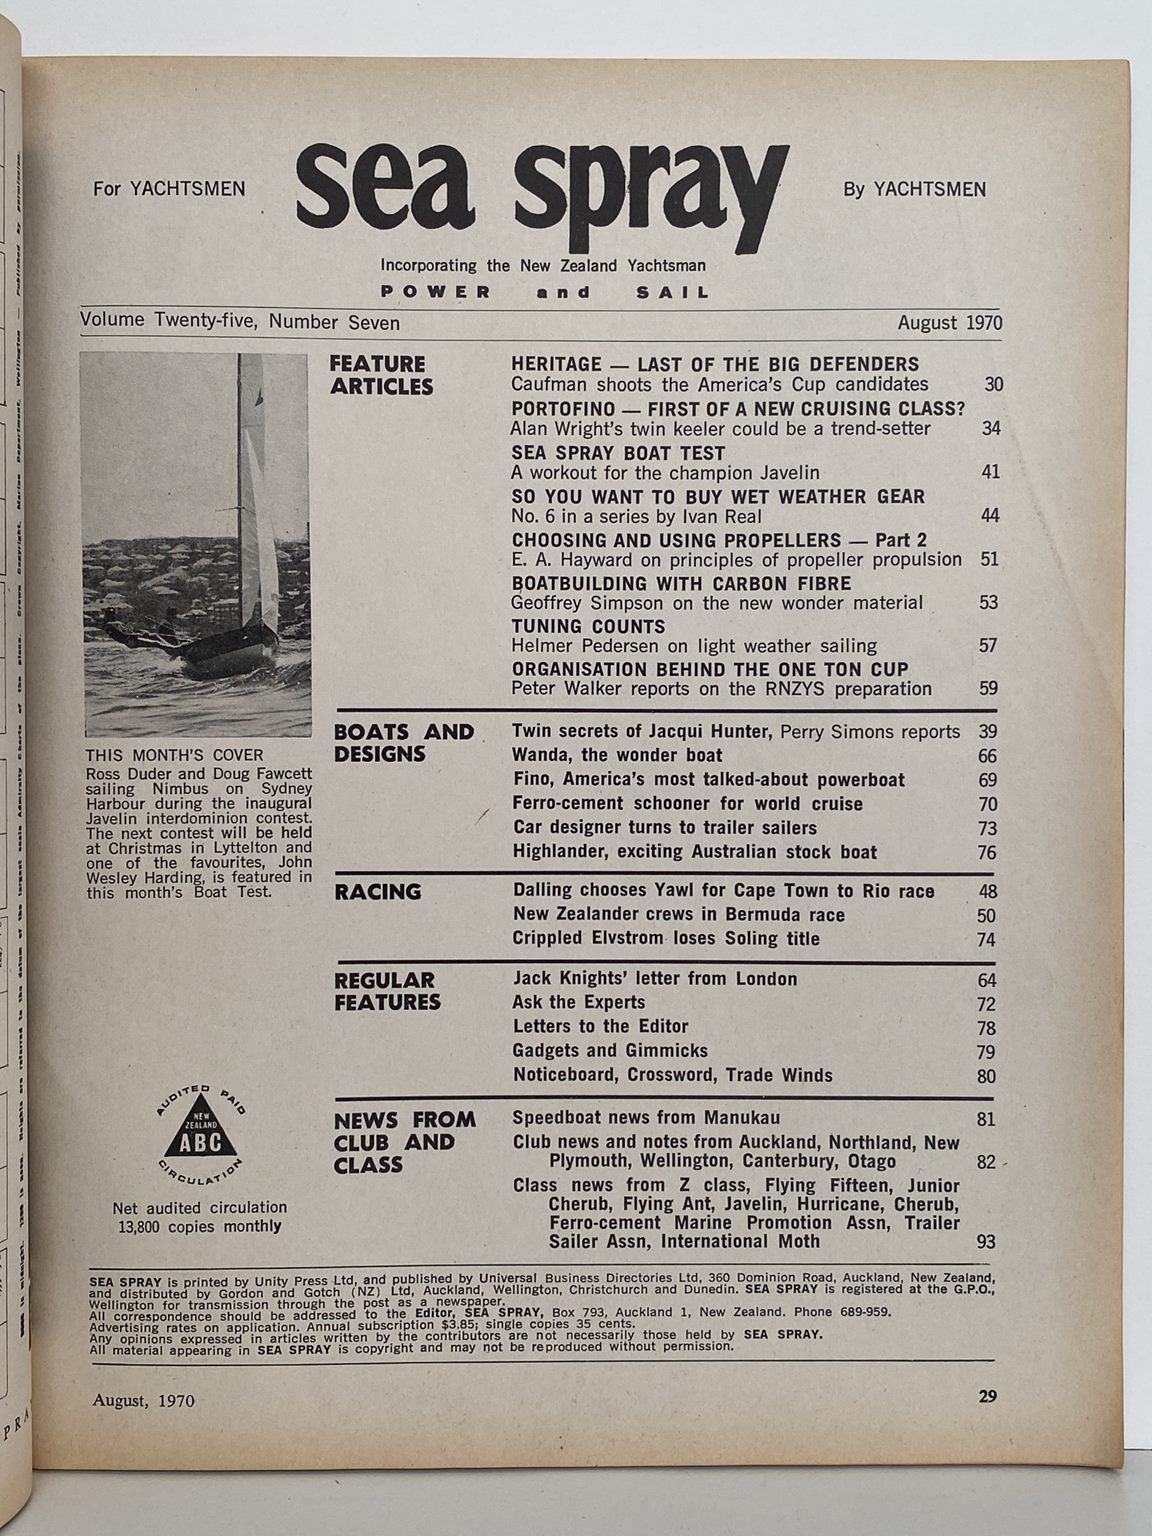 For YACHTSMEN
sea spray
By YACHTSMEN
Incorporating the New Zealand Yachtsman
POWER and SAIL
Volume Twenty-five, Number Seven
August 1970
FEATURE
ARTICLES
HERITAGE — LAST OF THE BIG DEFENDERS
Caufman shoots the America's Cup candidates 30
PORTOFINO — FIRST OF A NEW CRUISING CLASS?
Alan Wright's twin keeler could be a trend-setter 34
SEA SPRAY BOAT TEST
A workout for the champion Javelin 41
SO YOU WANT TO BUY WET WEATHER GEAR
No. 6 in a series by Ivan Real 44
CHOOSING AND USING PROPELLERS — Part 2
E. A. Hayward on principles of propeller propulsion 51
BOATBUILDING WITH CARBON FIBRE
Geoffrey Simpson on the new wonder material 53
TUNING COUNTS
Helmer Pedersen on light weather sailing 57
ORGANISATION BEHIND THE ONE TON CUP
Peter Walker reports on the RNZYS preparation 59
BOATS AND
DESIGNS
Twin secrets of Jacqui Hunter, Perry Simons reports 39
Wanda, the wonder boat 66
Fino, America's most talked-about powerboat 69
Ferro-cement schooner for world cruise 70
Car designer turns to trailer sailers 73
Highlander, exciting Australian stock boat 76
RACING
Dalling chooses Yawl for Cape Town to Rio race 48
New Zealander crews in Bermuda race 50
Crippled Elvstrom loses Soling title 74
REGULAR
FEATURES
Jack Knights' letter from London 64
Ask the Experts 72
Letters to the Editor 78
Gadgets and Gimmicks 79
Noticeboard, Crossword, Trade Winds 80
NEWS FROM
CLUB AND
CLASS
Speedboat news from Manukau 81
Club news and notes from Auckland, Northland, New
Plymouth, Wellington, Canterbury, Otago 82
Class news from Z class, Flying Fifteen, Junior
Cherub, Flying Ant, Javelin, Hurricane, Cherub,
Ferro-cement Marine Promotion Assn, Trailer
Sailer Assn, International Moth 93
THIS MONTH'S COVER
Ross Duder and Doug Fawcett
sailing Nimbus on Sydney
Harbour during the inaugural
Javelin interdominion contest.
The next contest will be held
at Christmas in Lyttelton and
one of the favourites, John
Wesley Harding, is featured in
this month's Boat Test.
AUDITED PAID
NEW
ZEALAND
ABC
CIRCULATION
Net audited circulation
13,800 copies monthly
SEA SPRAY is printed by Unity Press Ltd, and published by Universal Business Directories Ltd, 360 Dominion Road, Auckland, New Zealand,
and distributed by Gordon and Gotch (NZ) Ltd, Auckland, Wellington, Christchurch and Dunedin. SEA SPRAY is registered at the G.P.O.,
Wellington for transmission through the post as a newspaper.
All correspondence should be addressed to the Editor, SEA SPRAY, Box 793, Auckland 1, New Zealand. Phone 689-959.
Advertising rates on application. Annual subscription $3.85; single copies 35 cents.
Any opinions expressed in articles written by the contributors are not necessarily those held by SEA SPRAY.
All material appearing in SEA SPRAY is copyright and may not be reproduced without permission.
August, 1970
29